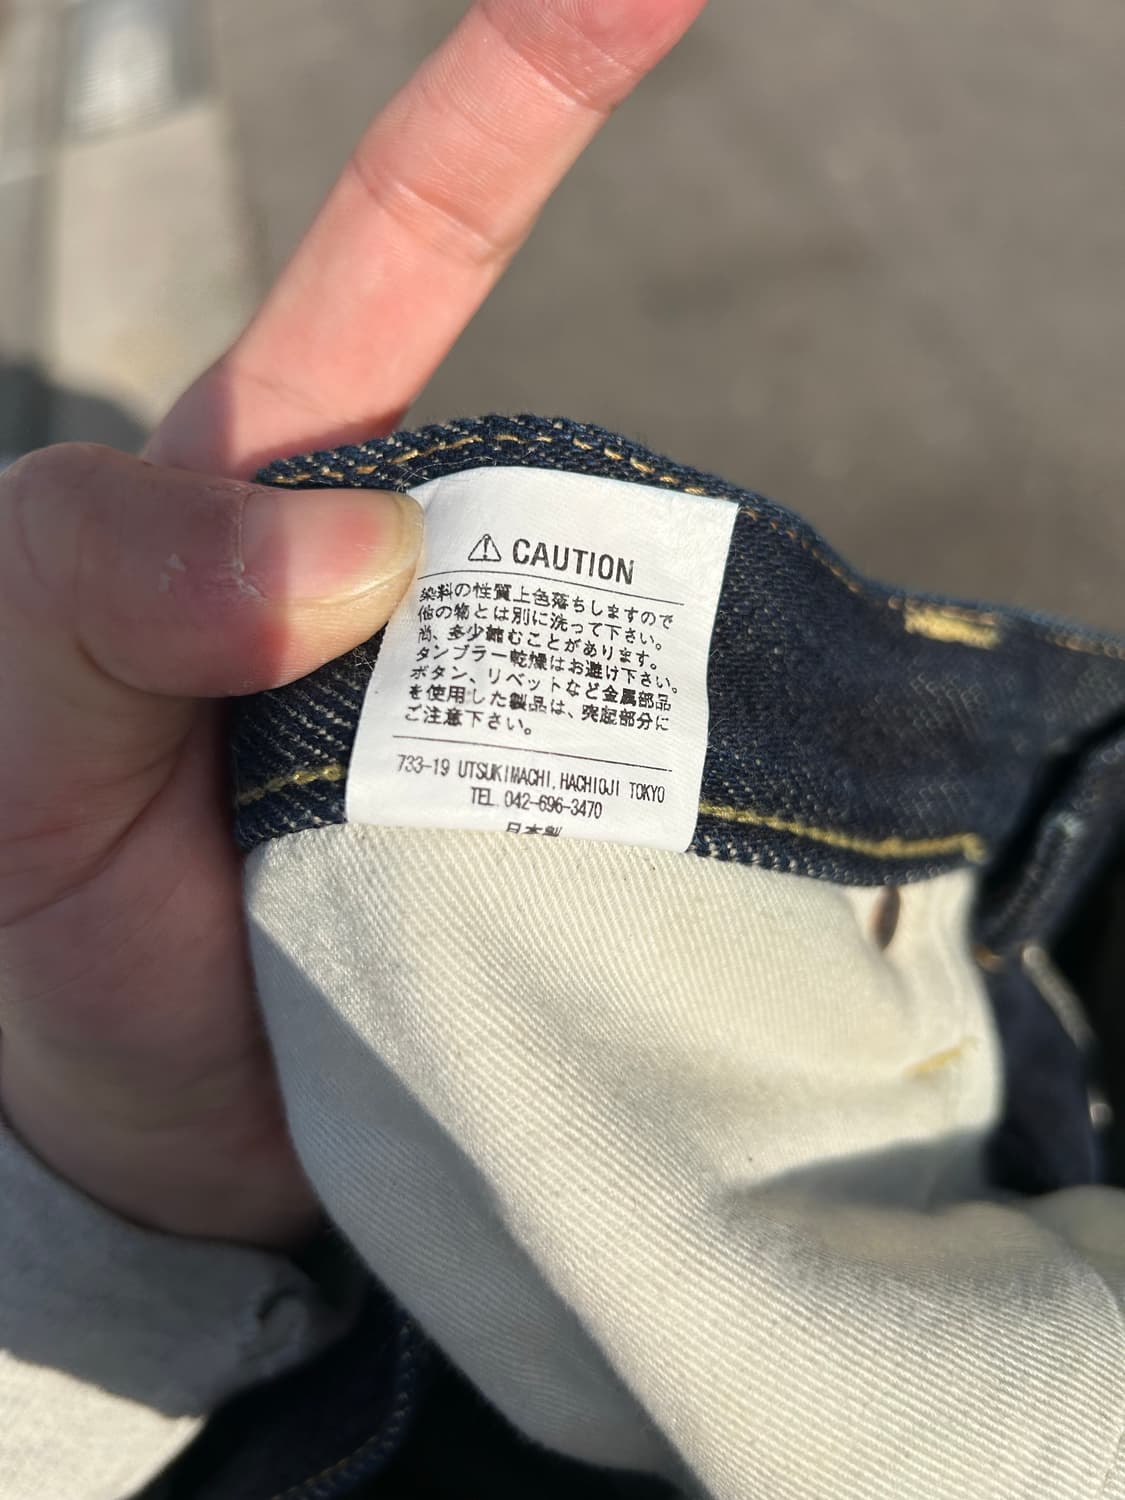 ⚠ CAUTION
染料の性質上色落ちしますので
他の物とは別に洗って下さい。
尚、多少縮むことがあります。
タンブラー乾燥はお避け下さい。
ボタン、リベットなど金属部品
を使用した製品は、突起部分に
ご注意下さい。
733-19 UTSUKIMACHI.HACHIOJI TOKYO
TEL.042-696-3470
日本製